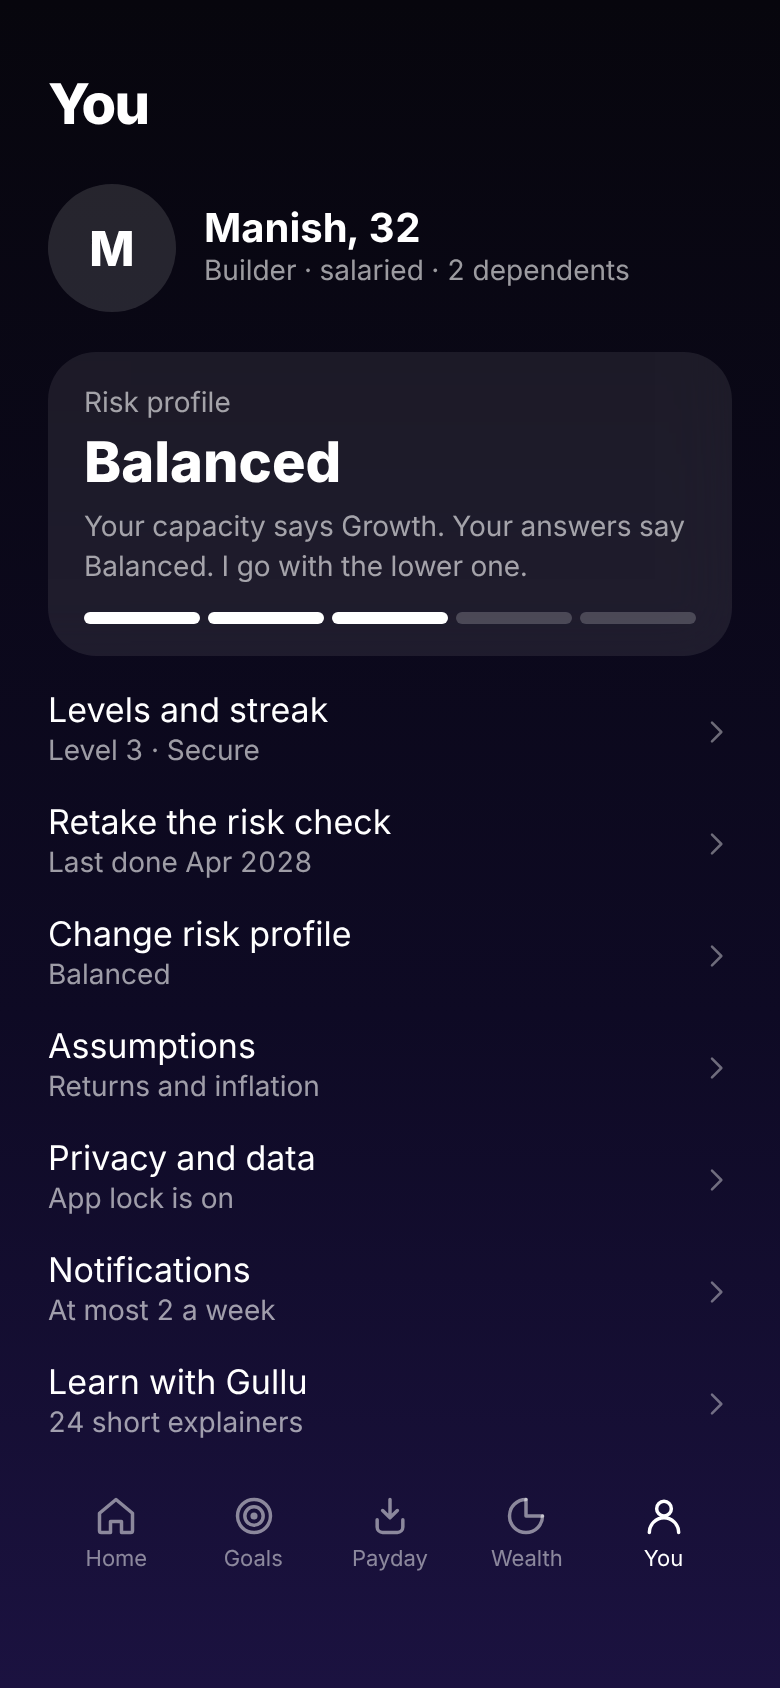 You
M
Manish, 32
Builder · salaried · 2 dependents
Risk profile
Balanced
Your capacity says Growth. Your answers say
Balanced. I go with the lower one.
Levels and streak
Level 3 · Secure
Retake the risk check
Last done Apr 2028
Change risk profile
Balanced
Assumptions
Returns and inflation
Privacy and data
App lock is on
Notifications
At most 2 a week
Learn with Gullu
24 short explainers
Home
Goals
Payday
Wealth
You